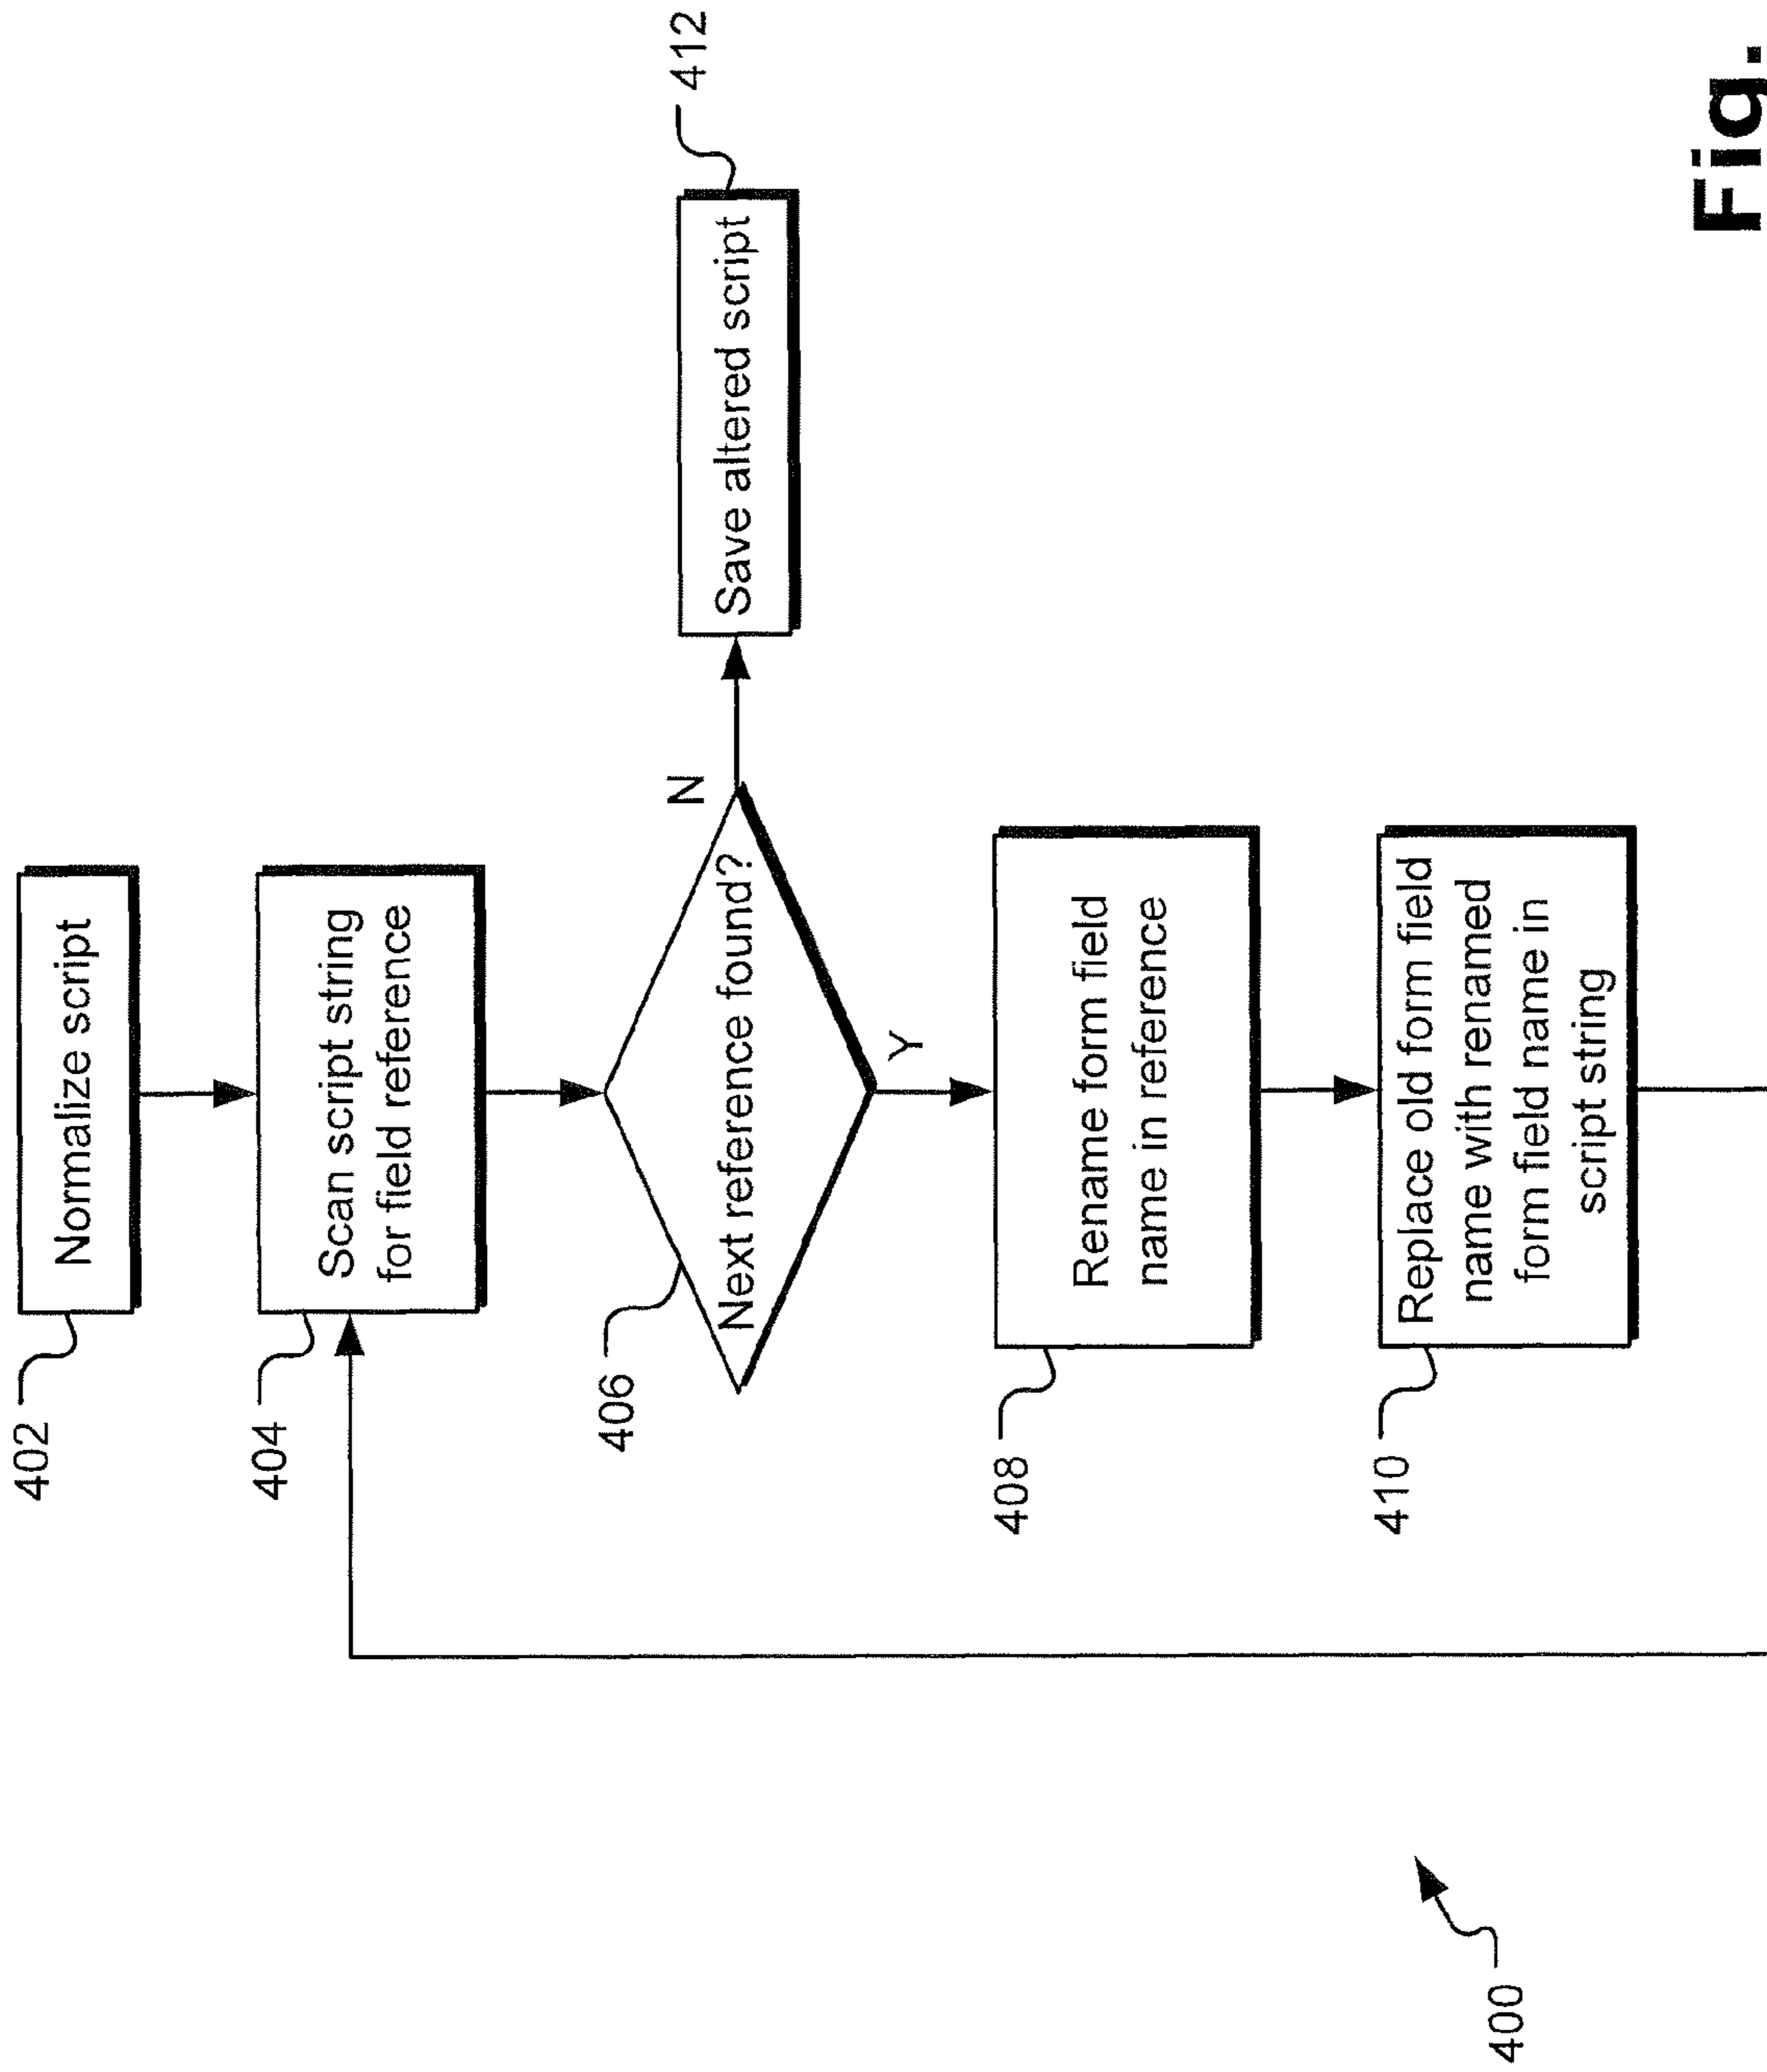 402
Normalize script
404
Scan script string
for field reference
406
Next reference found?
N
Save altered script
412
Y
408
Rename form field
name in reference
410
Replace old form field
name with renamed
form field name in
script string
400
Fig.